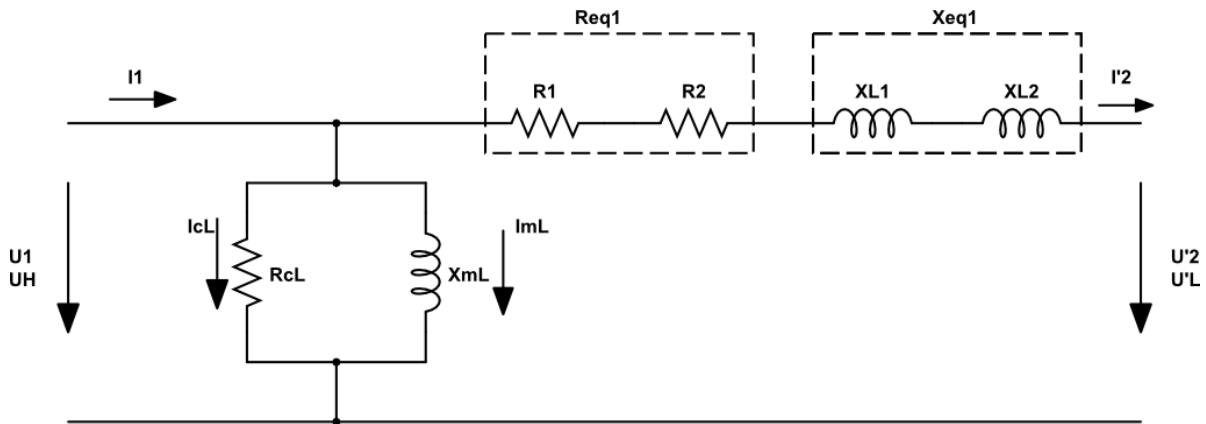 Req1
Xeq1
I1
R1
R2
XL1
XL2
I'2
IcL
ImL
U1
UH
RcL
XmL
U'2
U'L